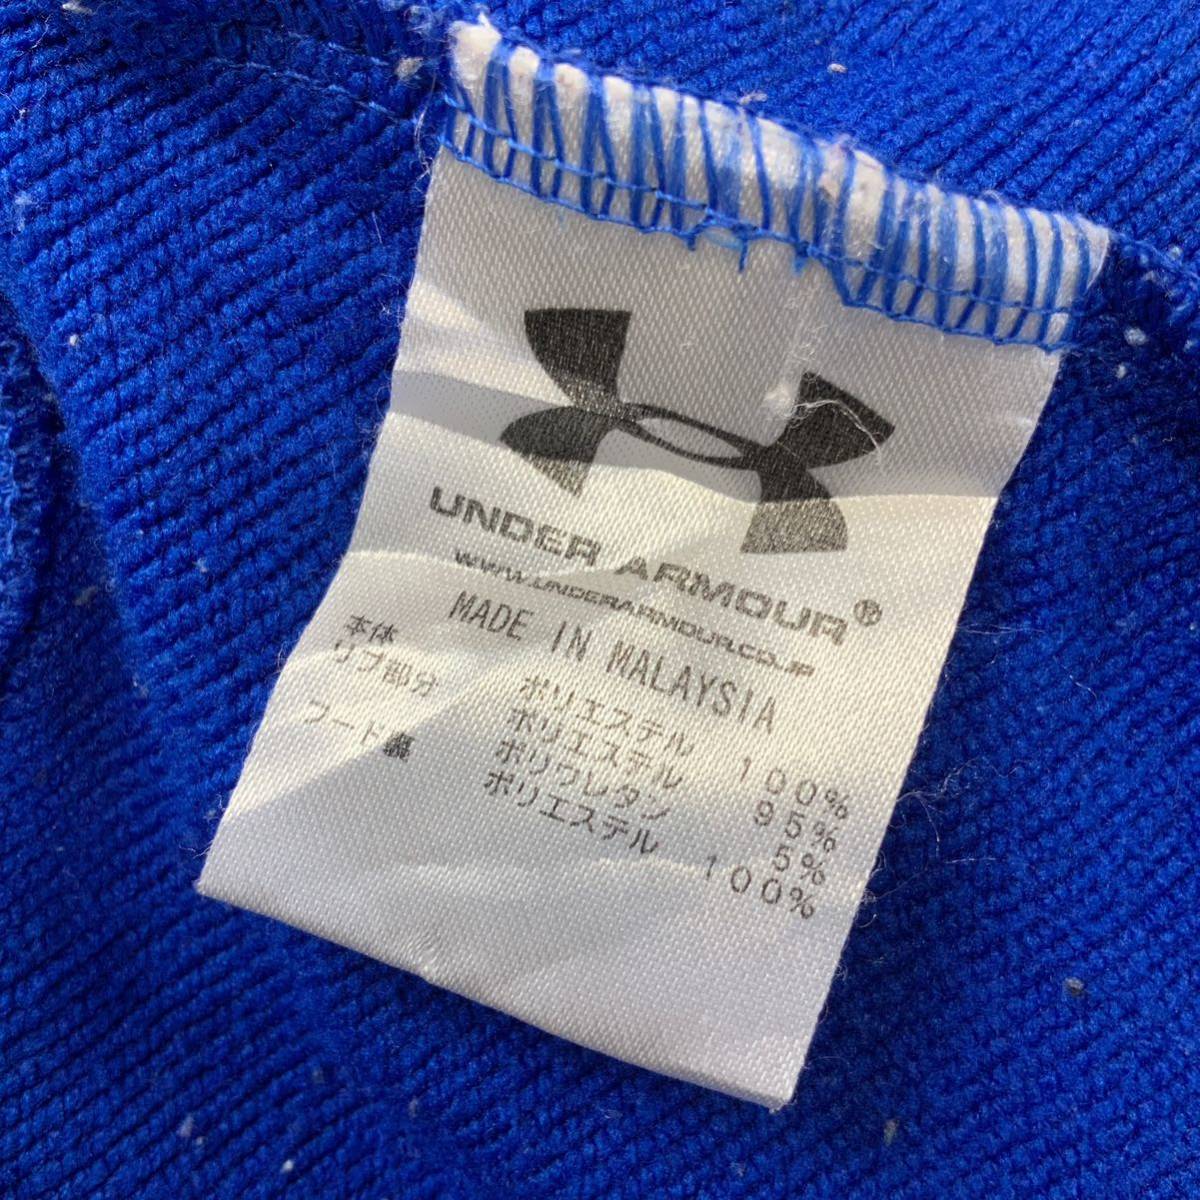 UNDER ARMOUR®
WWW.UNDERARMOUR.CO.JP
MADE IN MALAYSIA
本体 ポリエステル 100%
リブ部分 ポリエステル 95%
ポリウレタン 5%
フード裏 ポリエステル 100%